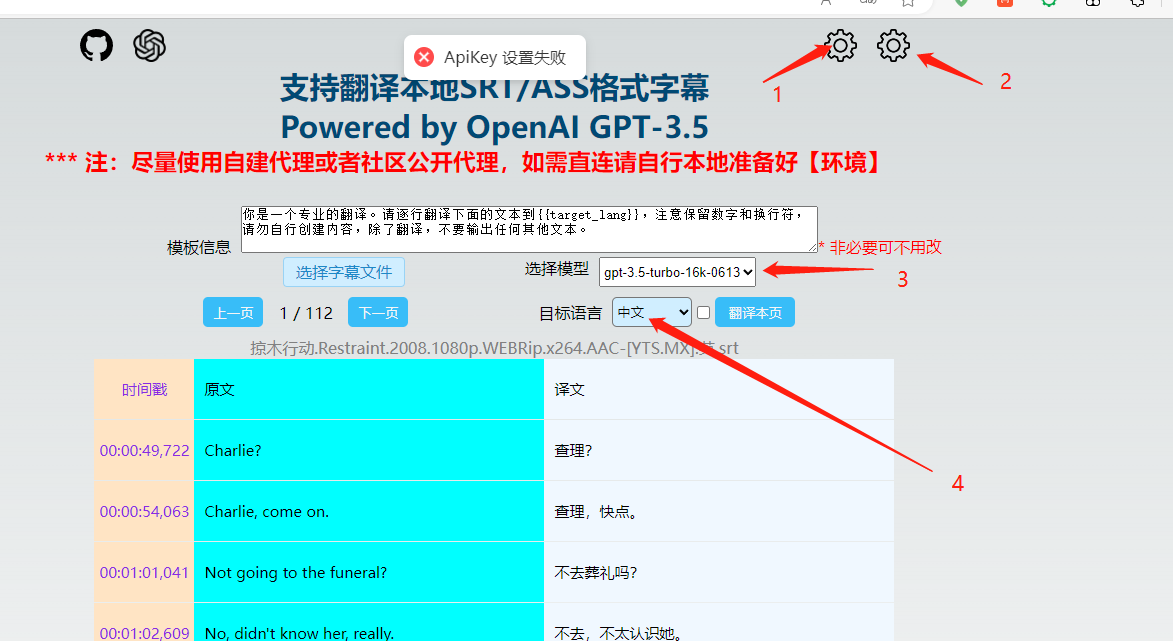 ApiKey 设置失败
1
2
支持翻译本地SRT/ASS格式字幕
Powered by OpenAI GPT-3.5
*** 注：尽量使用自建代理或者社区公开代理，如需直连请自行本地准备好【环境】
模板信息
你是一个专业的翻译。请逐行翻译下面的文本到{{target_lang}}，注意保留数字和换行符，
请勿自行创建内容，除了翻译，不要输出任何其他文本。
* 非必要可不用改
选择字幕文件
选择模型
gpt-3.5-turbo-16k-0613
3
上一页
1 / 112
下一页
目标语言
中文
翻译本页
掠木行动.Restraint.2008.1080p.WEBRip.x264.AAC-[YTS.MX].英.srt
时间戳 原文 译文
00:00:49,722 Charlie? 查理?
4
00:00:54,063 Charlie, come on. 查理，快点。
00:01:01,041 Not going to the funeral? 不去葬礼吗?
00:01:02,609 No, didn't know her, really. 不去，不太认识她。